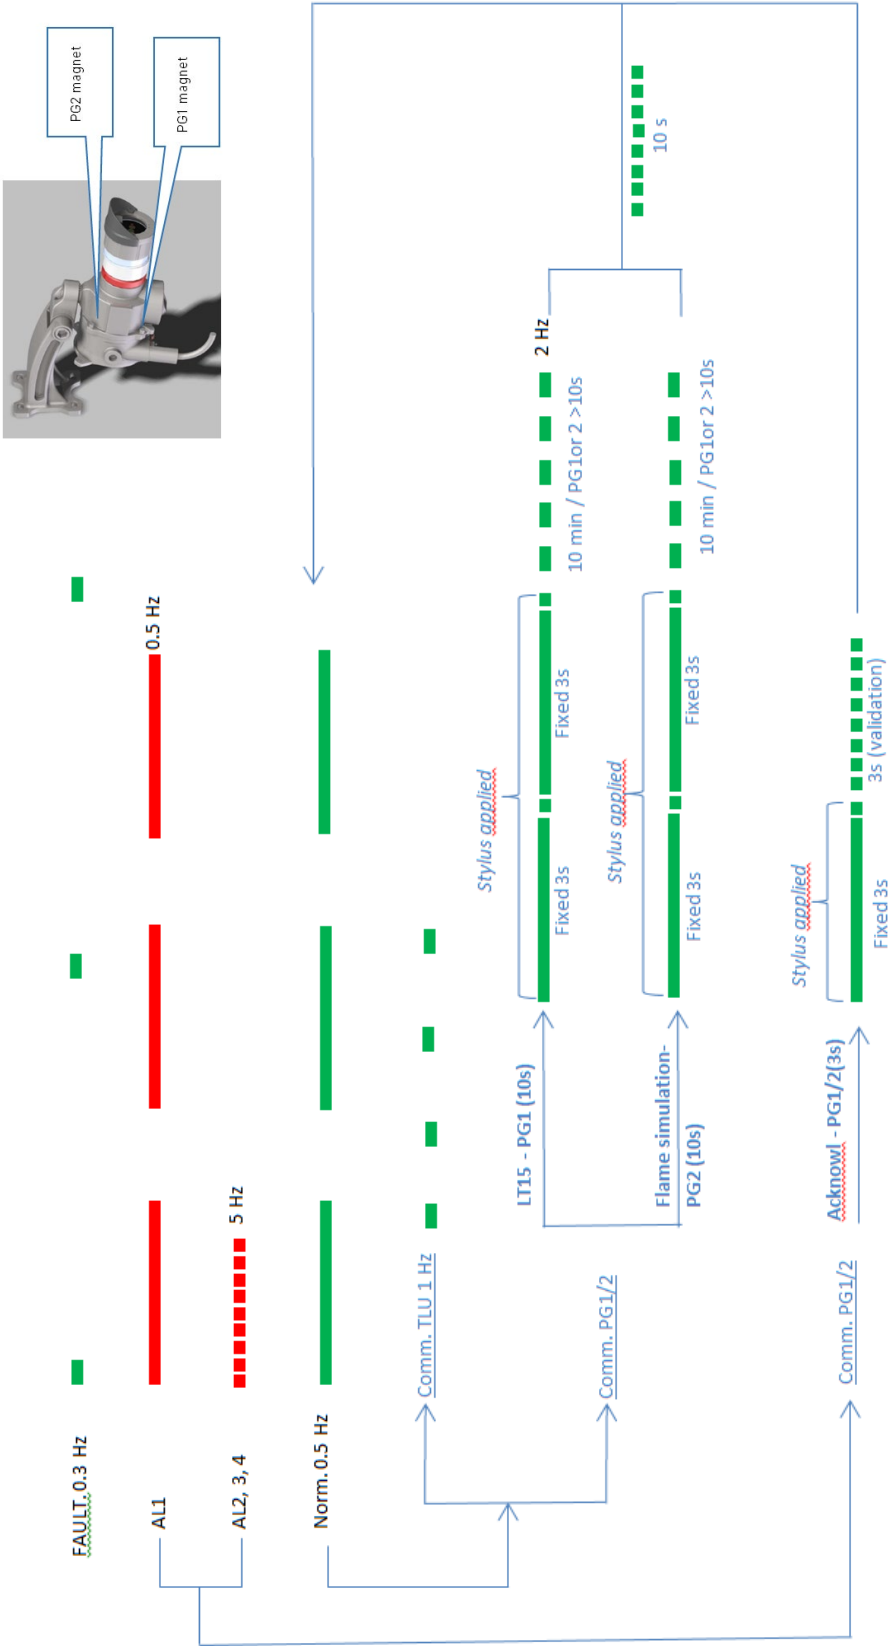 FAULT. 0.3 Hz
AL1
0.5 Hz
AL2, 3, 4
5 Hz
Norm. 0.5 Hz
PG2 magnet
PG1 magnet
Comm. TLU 1 Hz
Comm. PG1/2
LT15 - PG1 (10s)
Stylus applied
Fixed 3s
Fixed 3s
2 Hz
10 min / PG1or 2 >10s
Flame simulation-
PG2 (10s)
Stylus applied
Fixed 3s
Fixed 3s
10 min / PG1or 2 >10s
10 s
Comm. PG1/2
Acknowl - PG1/2(3s)
Stylus applied
Fixed 3s
3s (validation)